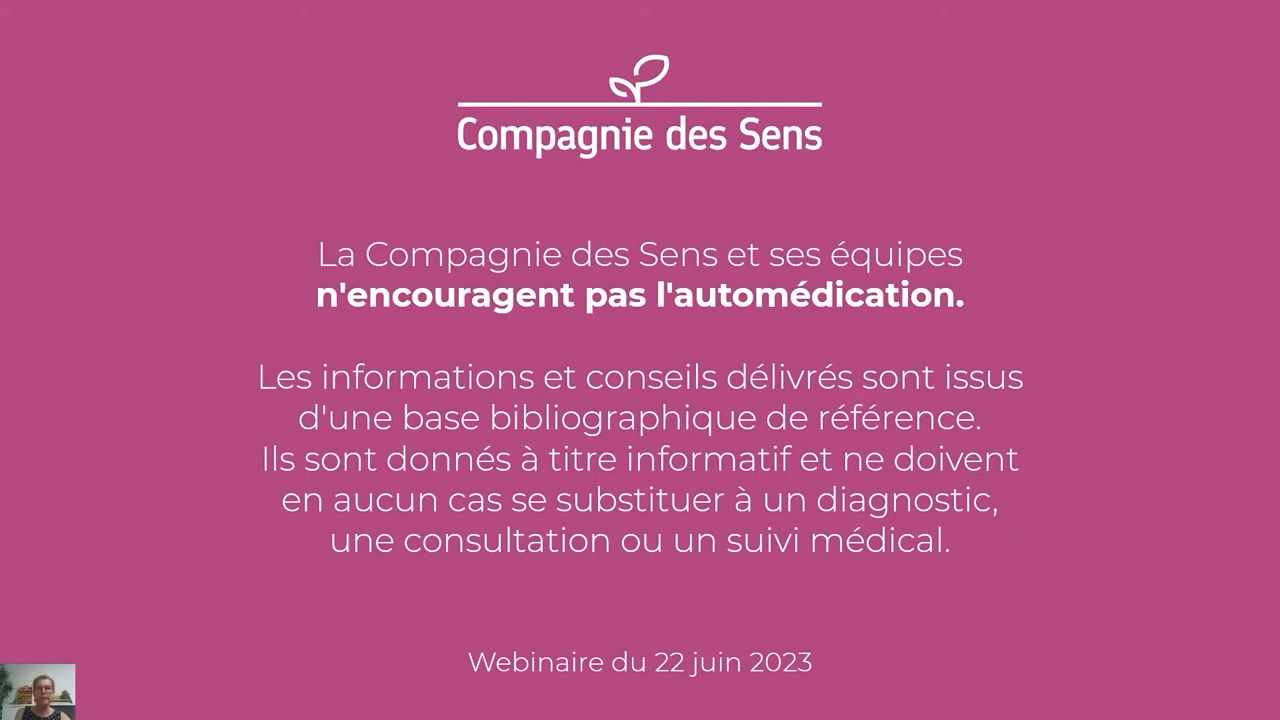 Compagnie des Sens
La Compagnie des Sens et ses équipes
n'encouragent pas l'automédication.
Les informations et conseils délivrés sont issus
d'une base bibliographique de référence.
Ils sont donnés à titre informatif et ne doivent
en aucun cas se substituer à un diagnostic,
une consultation ou un suivi médical.
Webinaire du 22 juin 2023